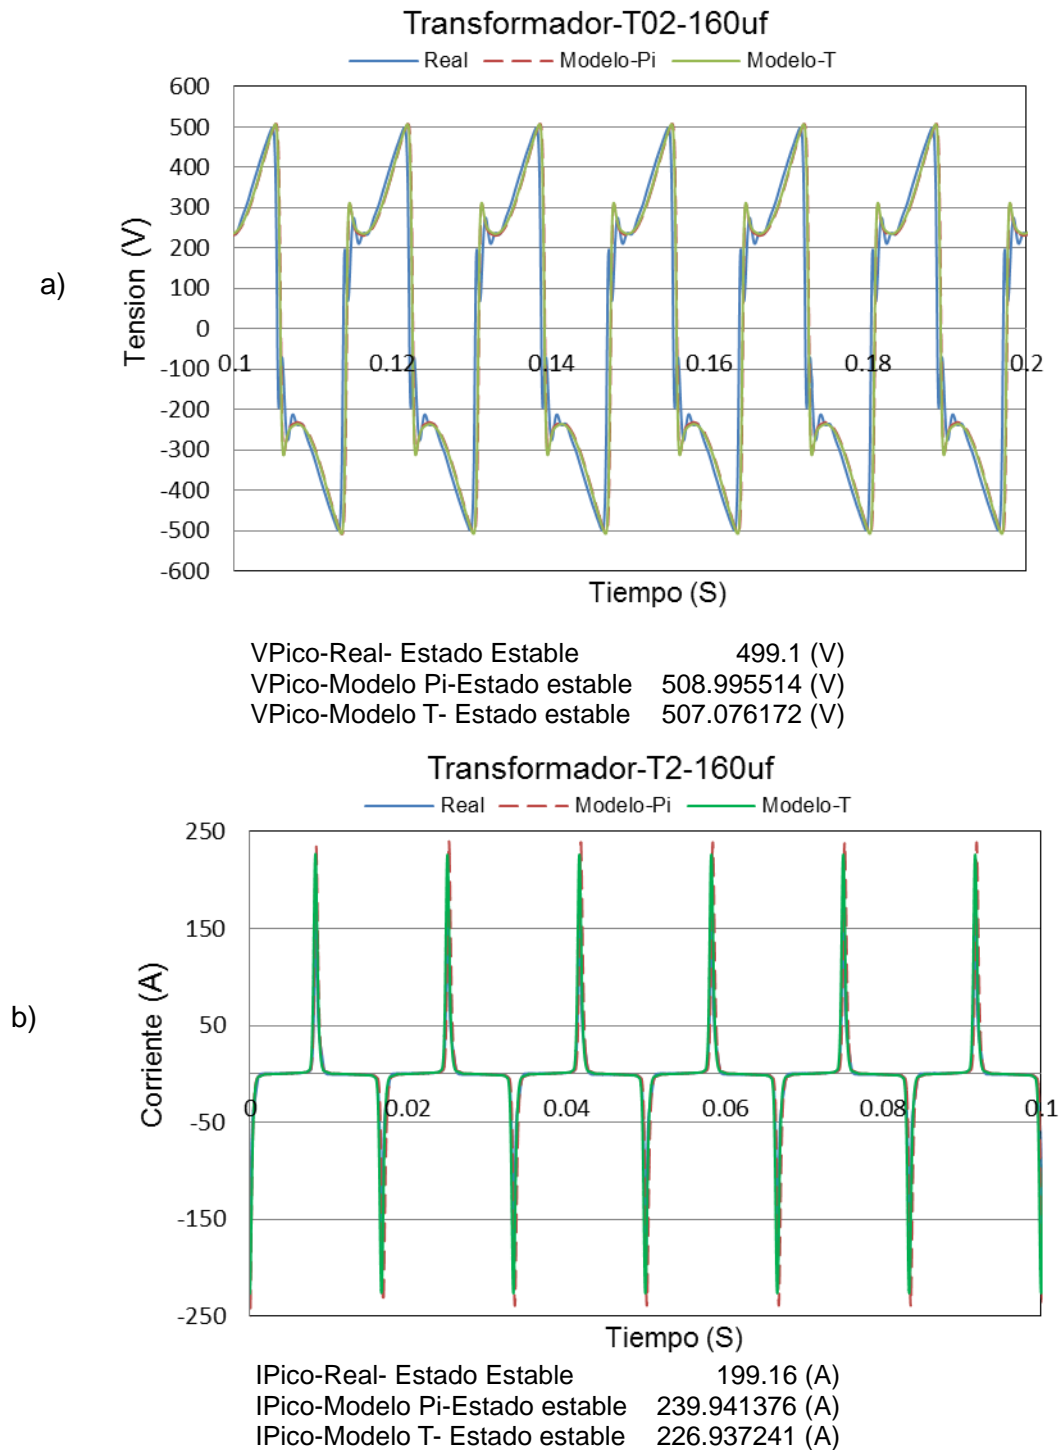 Transformador-T02-160uf
Real Modelo-Pi Modelo-T
a)
Tension (V)
600
500
400
300
200
100
0
-100
-200
-300
-400
-500
-600
0.1 0.12 0.14 0.16 0.18 0.2
Tiempo (S)
VPico-Real- Estado Estable 499.1 (V)
VPico-Modelo Pi-Estado estable 508.995514 (V)
VPico-Modelo T- Estado estable 507.076172 (V)
Transformador-T2-160uf
Real Modelo-Pi Modelo-T
b)
Corriente (A)
250
150
50
-50
-150
-250
0 0.02 0.04 0.06 0.08 0.1
Tiempo (S)
IPico-Real- Estado Estable 199.16 (A)
IPico-Modelo Pi-Estado estable 239.941376 (A)
IPico-Modelo T- Estado estable 226.937241 (A)